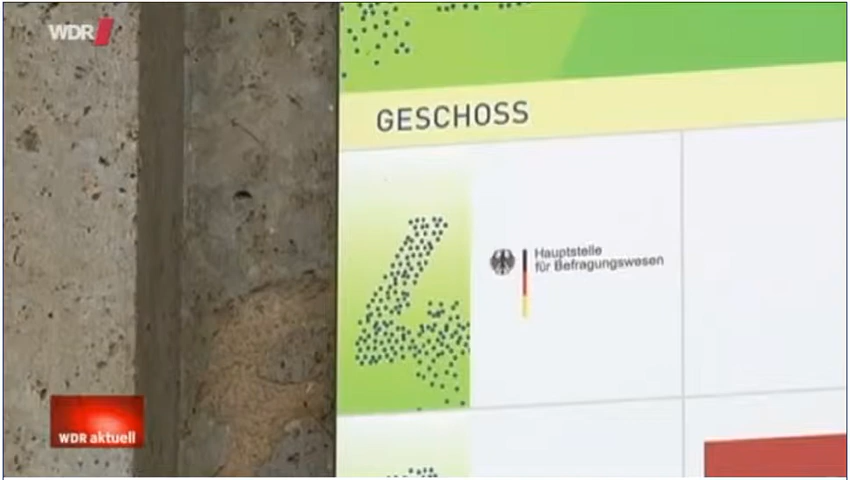 WDR
GESCHOSS
4
Hauptstelle
für Befragungswesen
WDR aktuell